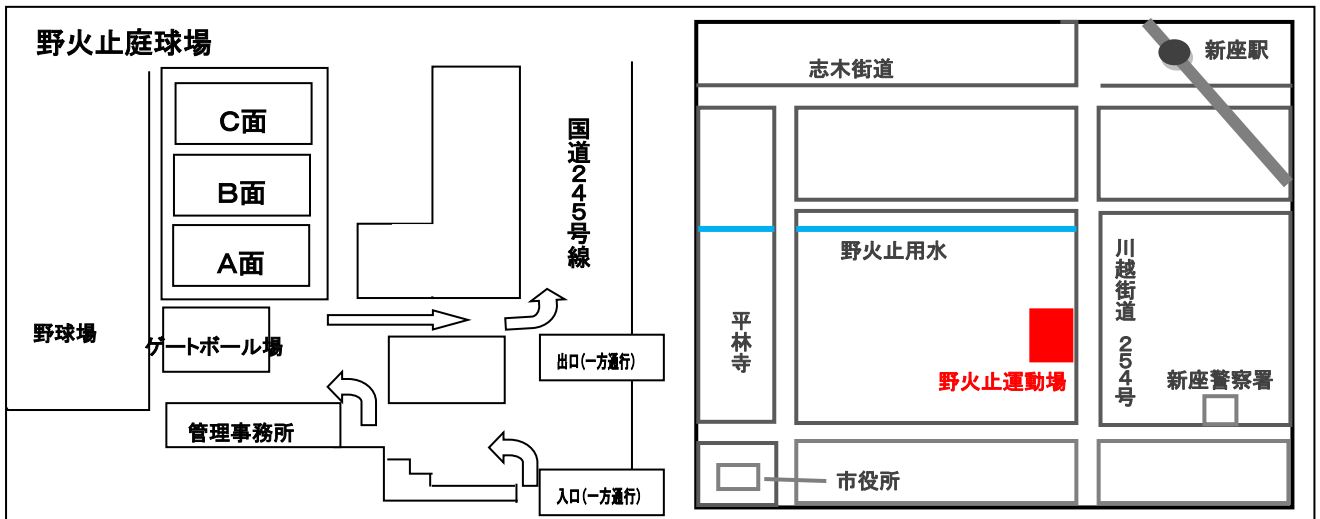 野火止庭球場
C面
B面
A面
野球場
ゲートボール場
管理事務所
国道245号線
出口(一方通行)
入口(一方通行)
志木街道
新座駅
野火止用水
平林寺
川越街道 254号
野火止運動場
新座警察署
市役所